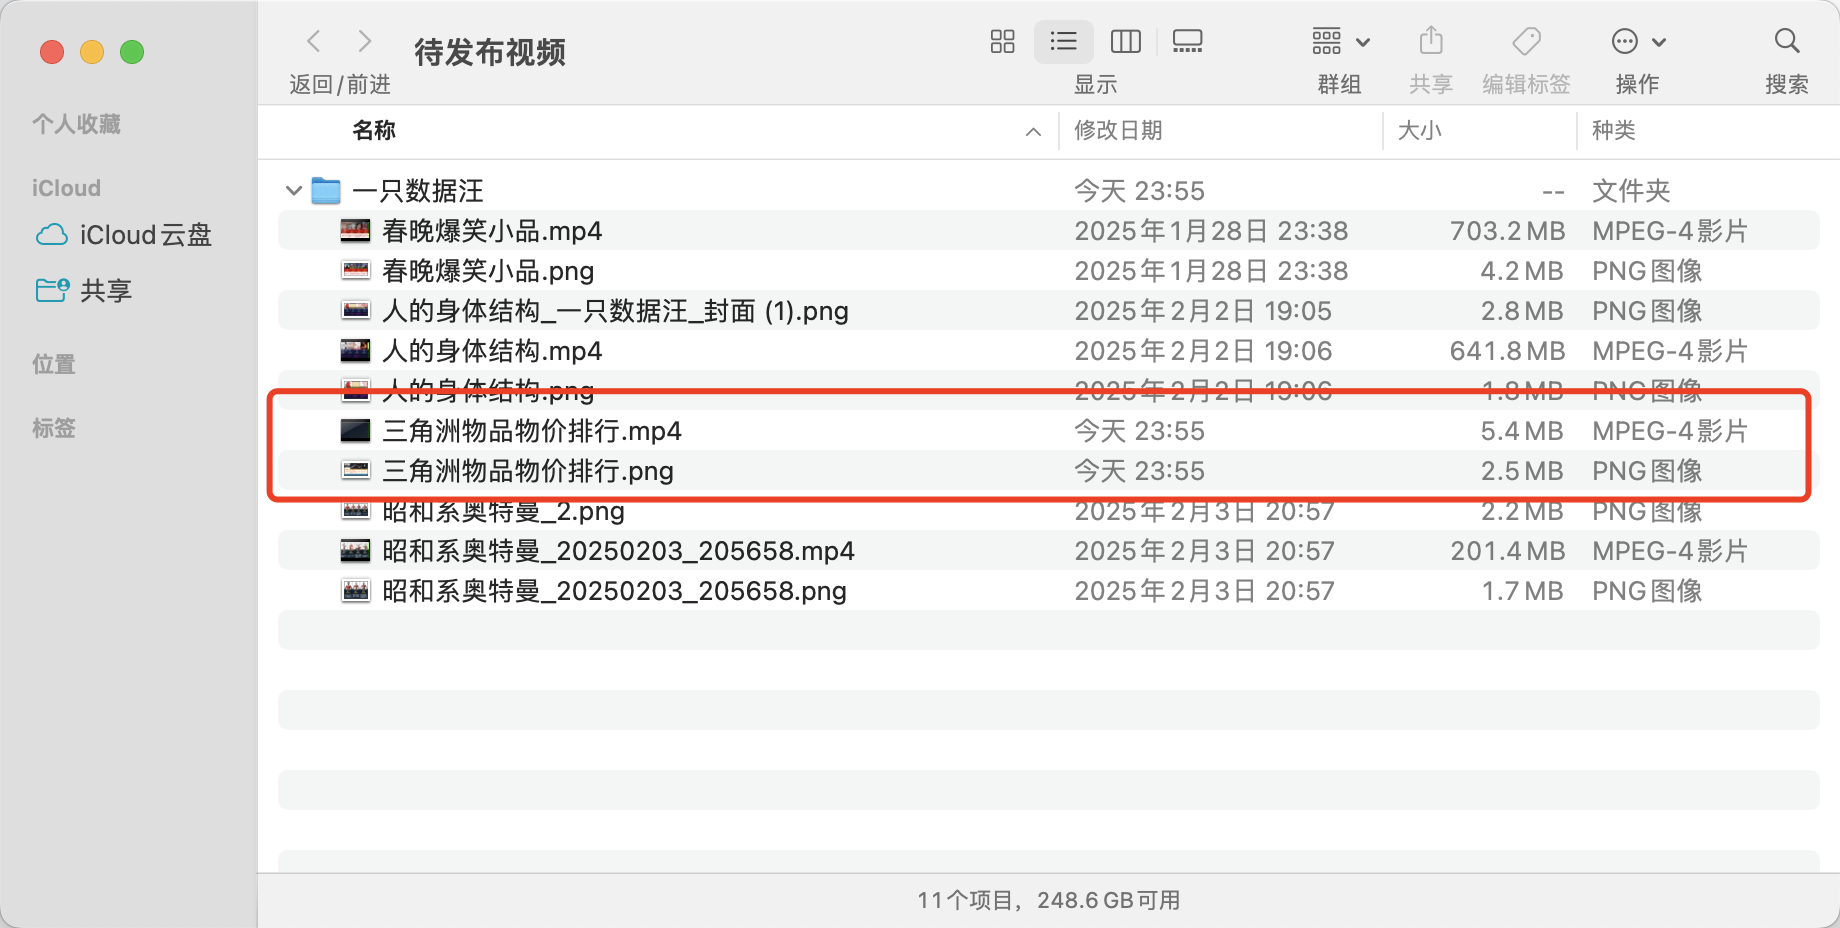 待发布视频
返回/前进
显示
群组
共享
编辑标签
操作
搜索
个人收藏
iCloud
iCloud云盘
共享
位置
标签
名称 修改日期 大小 种类
一只数据汪 今天 23:55 -- 文件夹
春晚爆笑小品.mp4 2025年1月28日 23:38 703.2 MB MPEG-4影片
春晚爆笑小品.png 2025年1月28日 23:38 4.2 MB PNG图像
人的身体结构_一只数据汪_封面 (1).png 2025年2月2日 19:05 2.8 MB PNG图像
人的身体结构.mp4 2025年2月2日 19:06 641.8 MB MPEG-4影片
人的身体结构.png 2025年2月2日 19:06 1.8 MB PNG图像
三角洲物品物价排行.mp4 今天 23:55 5.4 MB MPEG-4影片
三角洲物品物价排行.png 今天 23:55 2.5 MB PNG图像
昭和系奥特曼_2.png 2025年2月3日 20:57 2.2 MB PNG图像
昭和系奥特曼_20250203_205658.mp4 2025年2月3日 20:57 201.4 MB MPEG-4影片
昭和系奥特曼_20250203_205658.png 2025年2月3日 20:57 1.7 MB PNG图像
11个项目，248.6 GB可用